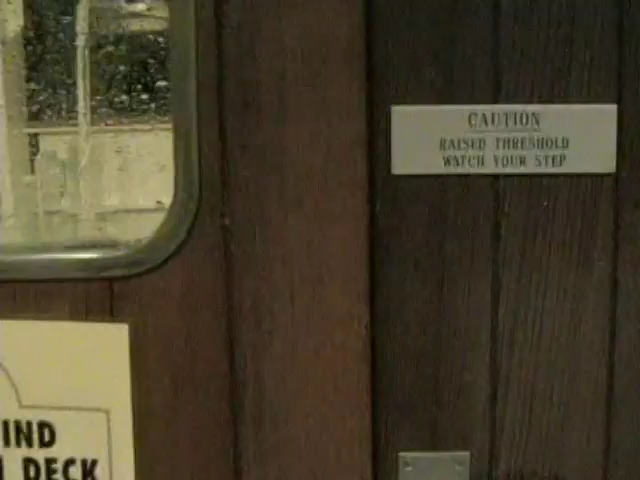 CAUTION
RAISED THRESHOLD
WATCH YOUR STEP
IND
DECK